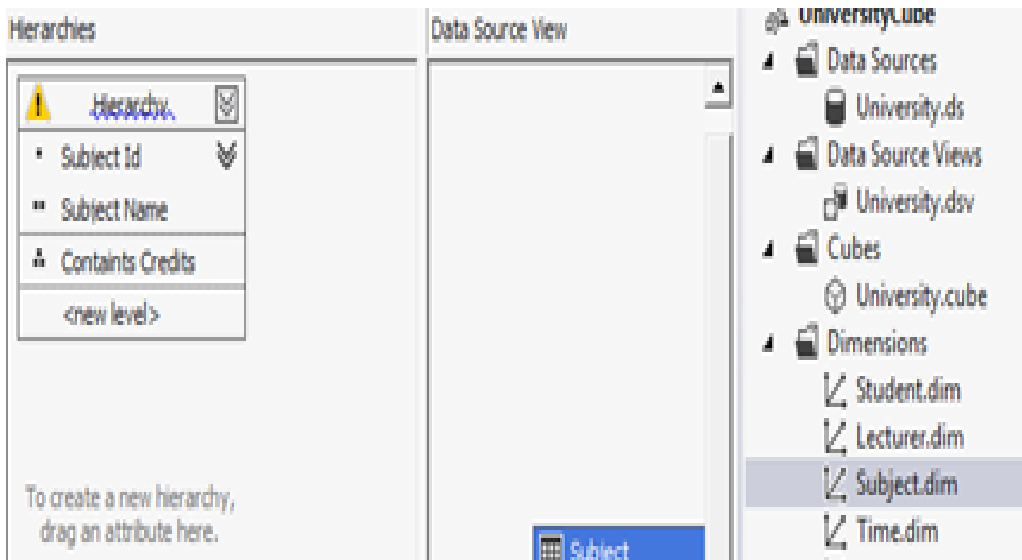 Hierarchies
Hierarchy
Subject Id
Subject Name
Containts Credits
<new level>
To create a new hierarchy,
drag an attribute here.
Data Source View
Subject
UniversityCube
Data Sources
University.ds
Data Source Views
University.dsv
Cubes
University.cube
Dimensions
Student.dim
Lecturer.dim
Subject.dim
Time.dim